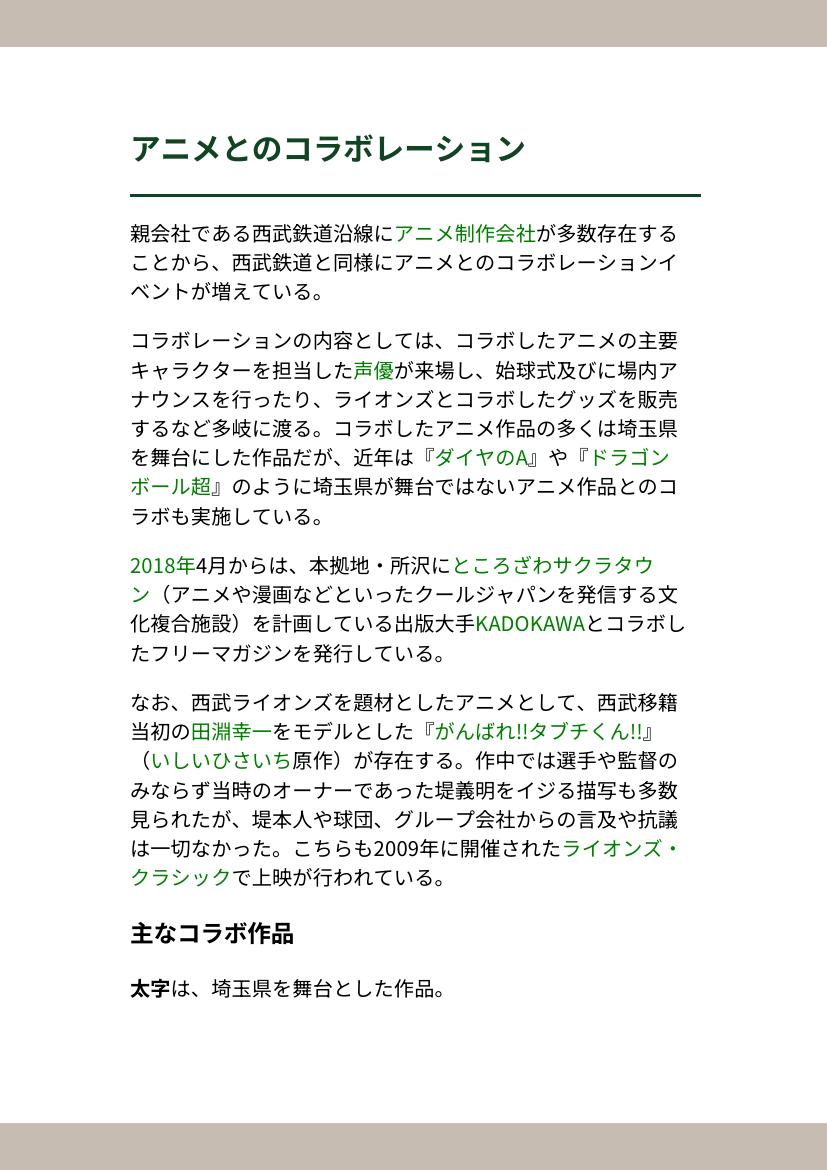 アニメとのコラボレーション
親会社である西武鉄道沿線にアニメ制作会社が多数存在する
ことから、西武鉄道と同様にアニメとのコラボレーションイ
ベントが増えている。
コラボレーションの内容としては、コラボしたアニメの主要
キャラクターを担当した声優が来場し、始球式及びに場内ア
ナウンスを行ったり、ライオンズとコラボしたグッズを販売
するなど多岐に渡る。コラボしたアニメ作品の多くは埼玉県
を舞台にした作品だが、近年は『ダイヤのA』や『ドラゴン
ボール超』のように埼玉県が舞台ではないアニメ作品とのコ
ラボも実施している。
2018年4月からは、本拠地・所沢にところざわサクラタウ
ン（アニメや漫画などといったクールジャパンを発信する文
化複合施設）を計画している出版大手KADOKAWAとコラボし
たフリーマガジンを発行している。
なお、西武ライオンズを題材としたアニメとして、西武移籍
当初の田淵幸一をモデルとした『がんばれ!!タブチくん!!』
（いしいひさいち原作）が存在する。作中では選手や監督の
みならず当時のオーナーであった堤義明をイジる描写も多数
見られたが、堤本人や球団、グループ会社からの言及や抗議
は一切なかった。こちらも2009年に開催されたライオンズ・
クラシックで上映が行われている。
主なコラボ作品
太字は、埼玉県を舞台とした作品。